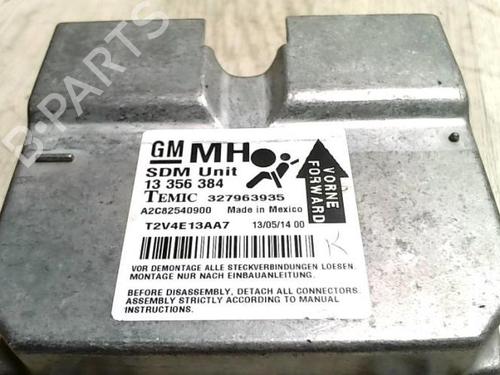 B-PARTS
GM MH
SDM Unit
13 356 384
TEMIC 327963935
A2C82540900 Made in Mexico
T2V4E13AA7 13/05/14 00
VORNE
FORWARD
K
VOR DEMONTAGE ALLE STECKVERBINDUNGEN LOESEN.
MONTAGE NUR NACH EINBAUANLEITUNG.
BEFORE DISASSEMBLY, DETACH ALL CONNECTORS.
ASSEMBLY STRICTLY ACCORDING TO MANUAL
INSTRUCTIONS.